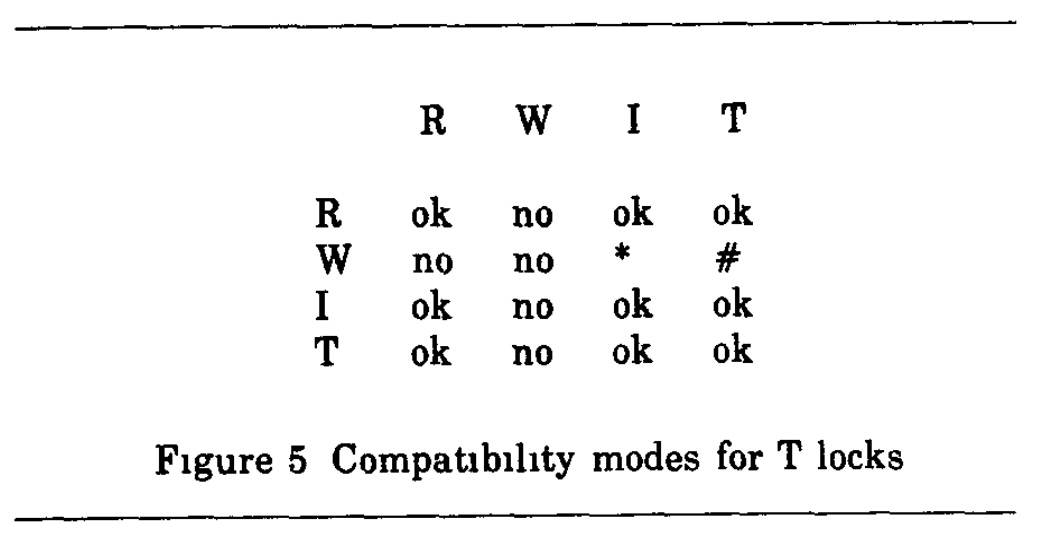 R W I T
R ok no ok ok
W no no * #
I ok no ok ok
T ok no ok ok
Figure 5 Compatibility modes for T locks